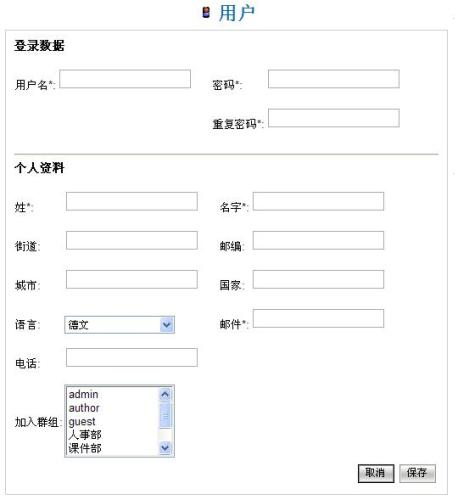 用户
登录数据
用户名*: 密码*:
重复密码*:
个人资料
姓*: 名字*:
街道: 邮编:
城市: 国家:
语言: 德文 邮件*:
电话:
加入群组: admin
author
guest
人事部
课件部
取消 保存